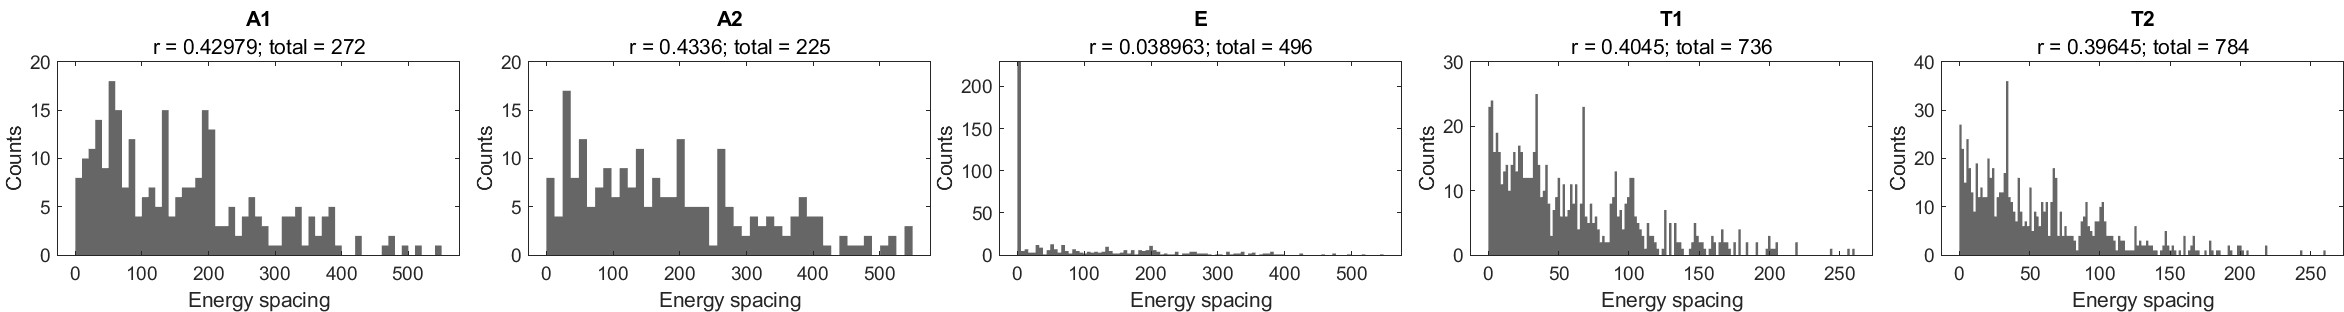 A1
r = 0.42979; total = 272
20
15
10
5
0
Counts
0 100 200 300 400 500
Energy spacing
A2
r = 0.4336; total = 225
20
15
10
5
0
Counts
0 100 200 300 400 500
Energy spacing
E
r = 0.038963; total = 496
200
150
100
50
0
Counts
0 100 200 300 400 500
Energy spacing
T1
r = 0.4045; total = 736
30
20
10
0
Counts
0 50 100 150 200 250
Energy spacing
T2
r = 0.39645; total = 784
40
30
20
10
0
Counts
0 50 100 150 200 250
Energy spacing